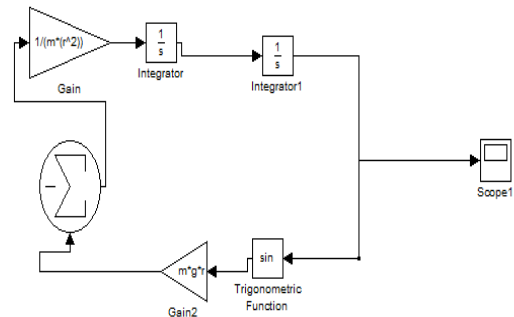 1/(m*(r^2))
Gain
1
s
Integrator
1
s
Integrator1
Scope1
sin
Trigonometric
Function
m*g*r
Gain2